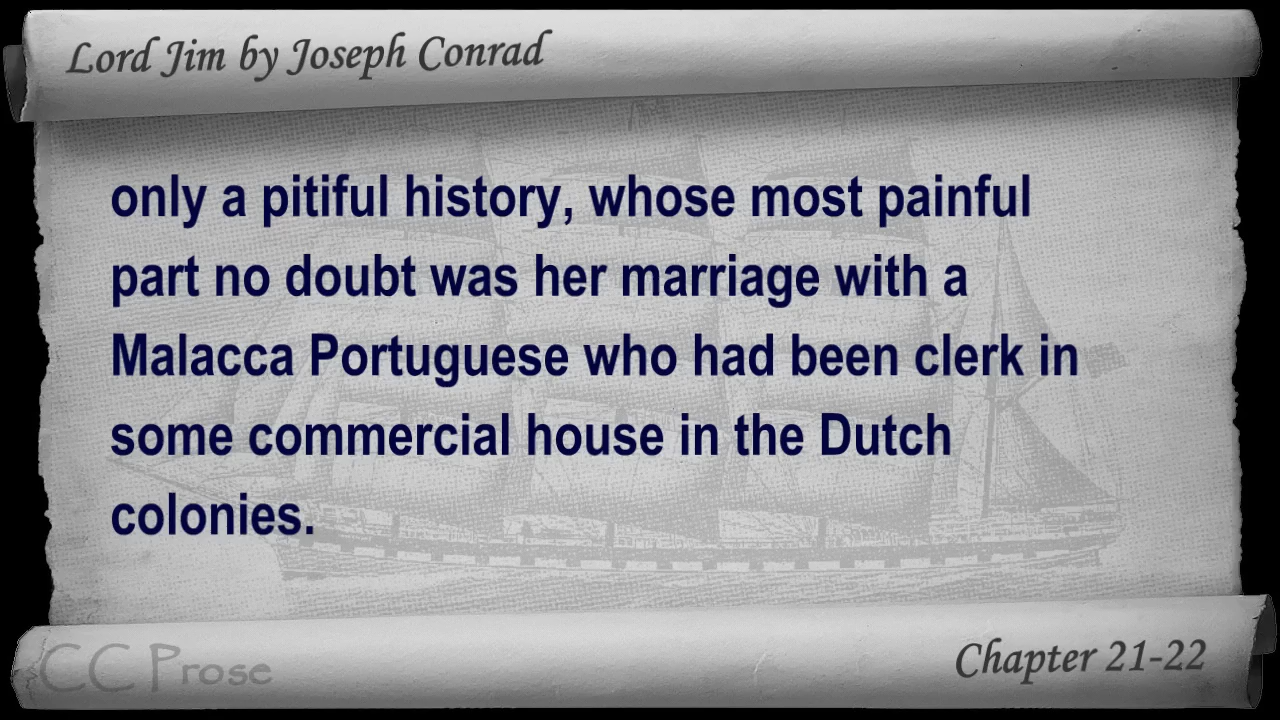 Lord Jim by Joseph Conrad
only a pitiful history, whose most painful
part no doubt was her marriage with a
Malacca Portuguese who had been clerk in
some commercial house in the Dutch
colonies.
CC Prose
Chapter 21-22